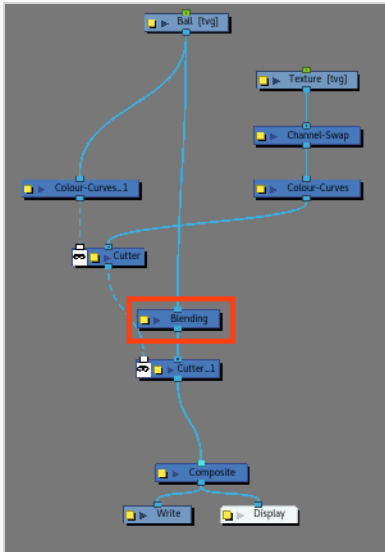 Ball [tvg]
Texture [tvg]
Channel-Swap
Colour-Curves_1
Colour-Curves
Cutter
Blending
Cutter_1
Composite
Write
Display